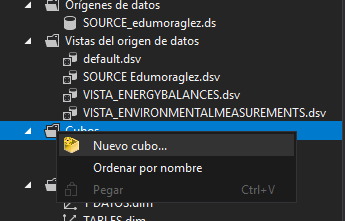 Orígenes de datos
SOURCE_edumoraglez.ds
Vistas del origen de datos
default.dsv
SOURCE Edumoraglez.dsv
VISTA_ENERGYBALANCES.dsv
VISTA_ENVIRONMENTALMEASUREMENTS.dsv
Cubos
Nuevo cubo...
Ordenar por nombre
Pegar Ctrl+V
DATOS.dim
TABLES.dim